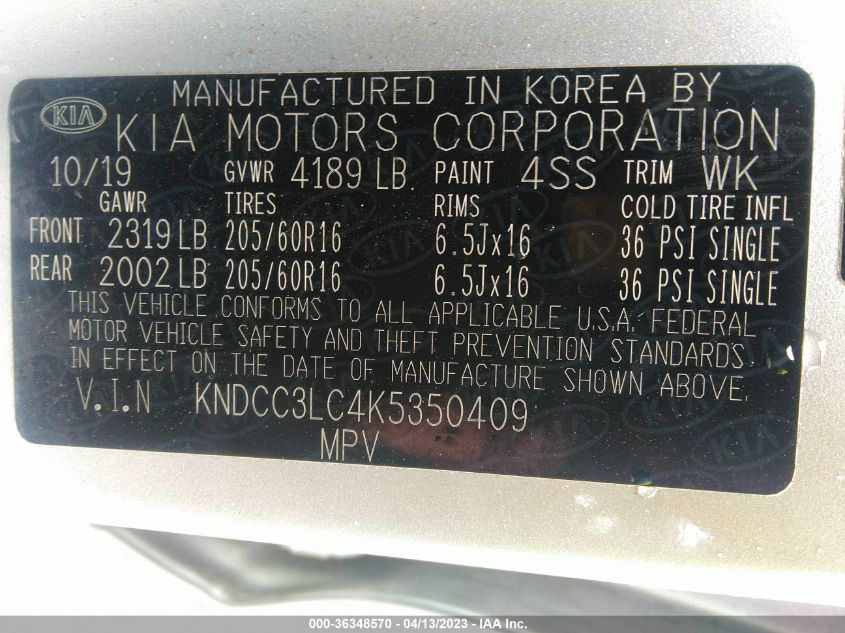 MANUFACTURED IN KOREA BY
KIA KIA MOTORS CORPORATION
10/19 GVWR 4189 LB. PAINT 4SS TRIM WK
GAWR TIRES RIMS COLD TIRE INFL
FRONT 2319 LB 205/60R16 6.5Jx16 36 PSI SINGLE
REAR 2002 LB 205/60R16 6.5Jx16 36 PSI SINGLE
THIS VEHICLE CONFORMS TO ALL APPLICABLE U.S.A. FEDERAL
MOTOR VEHICLE SAFETY AND THEFT PREVENTION STANDARDS
IN EFFECT ON THE DATE OF MANUFACTURE SHOWN ABOVE.
V.I.N KNDCC3LC4K5350409
MPV
000-36348570 - 04/13/2023 - IAAI.COM